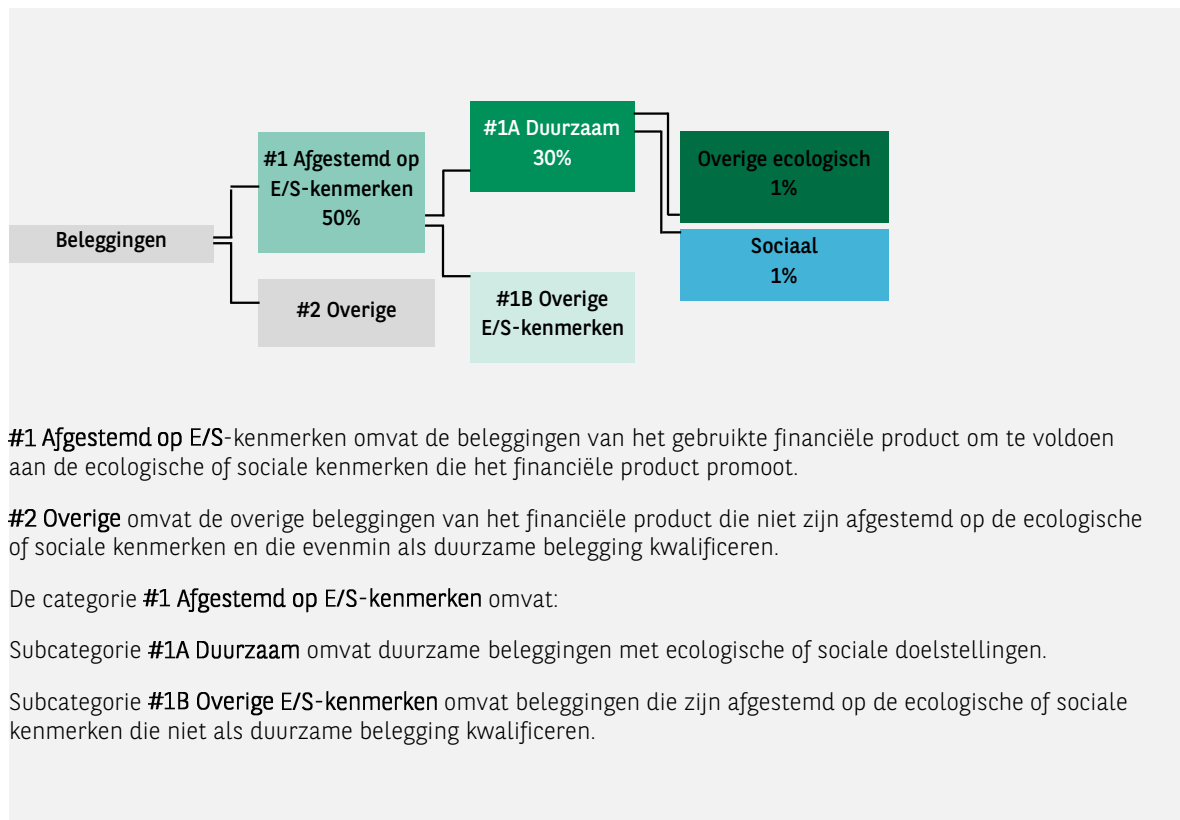 #1A Duurzaam
30%
#1 Afgestemd op
E/S-kenmerken
50%
Overige ecologisch
1%
Beleggingen
Sociaal
1%
#2 Overige
#1B Overige
E/S-kenmerken
#1 Afgestemd op E/S-kenmerken omvat de beleggingen van het gebruikte financiële product om te voldoen
aan de ecologische of sociale kenmerken die het financiële product promoot.
#2 Overige omvat de overige beleggingen van het financiële product die niet zijn afgestemd op de ecologische
of sociale kenmerken en die evenmin als duurzame belegging kwalificeren.
De categorie #1 Afgestemd op E/S-kenmerken omvat:
Subcategorie #1A Duurzaam omvat duurzame beleggingen met ecologische of sociale doelstellingen.
Subcategorie #1B Overige E/S-kenmerken omvat beleggingen die zijn afgestemd op de ecologische of sociale
kenmerken die niet als duurzame belegging kwalificeren.